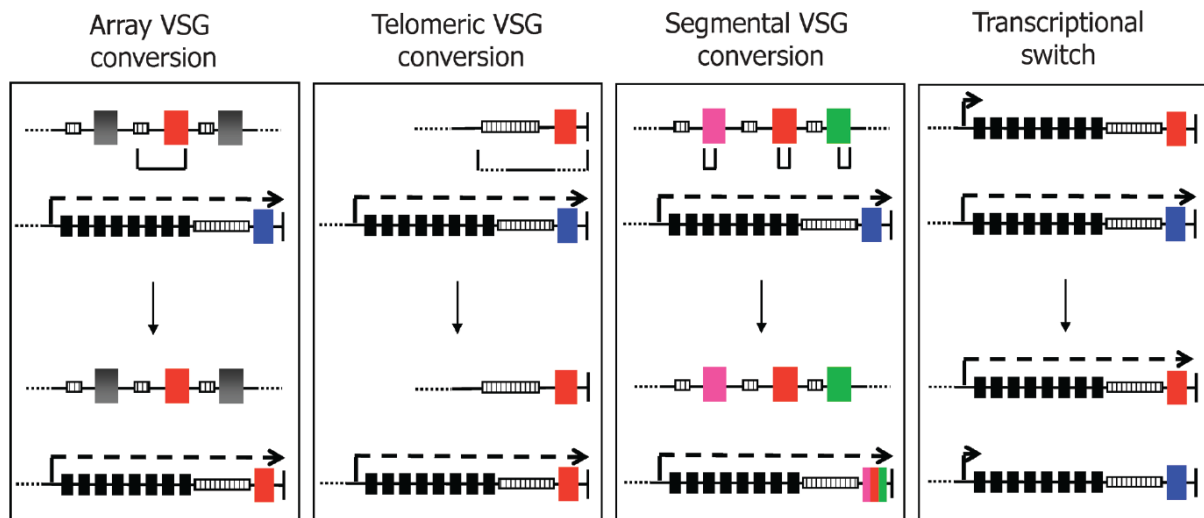 Array VSG
conversion
Telomeric VSG
conversion
Segmental VSG
conversion
Transcriptional
switch